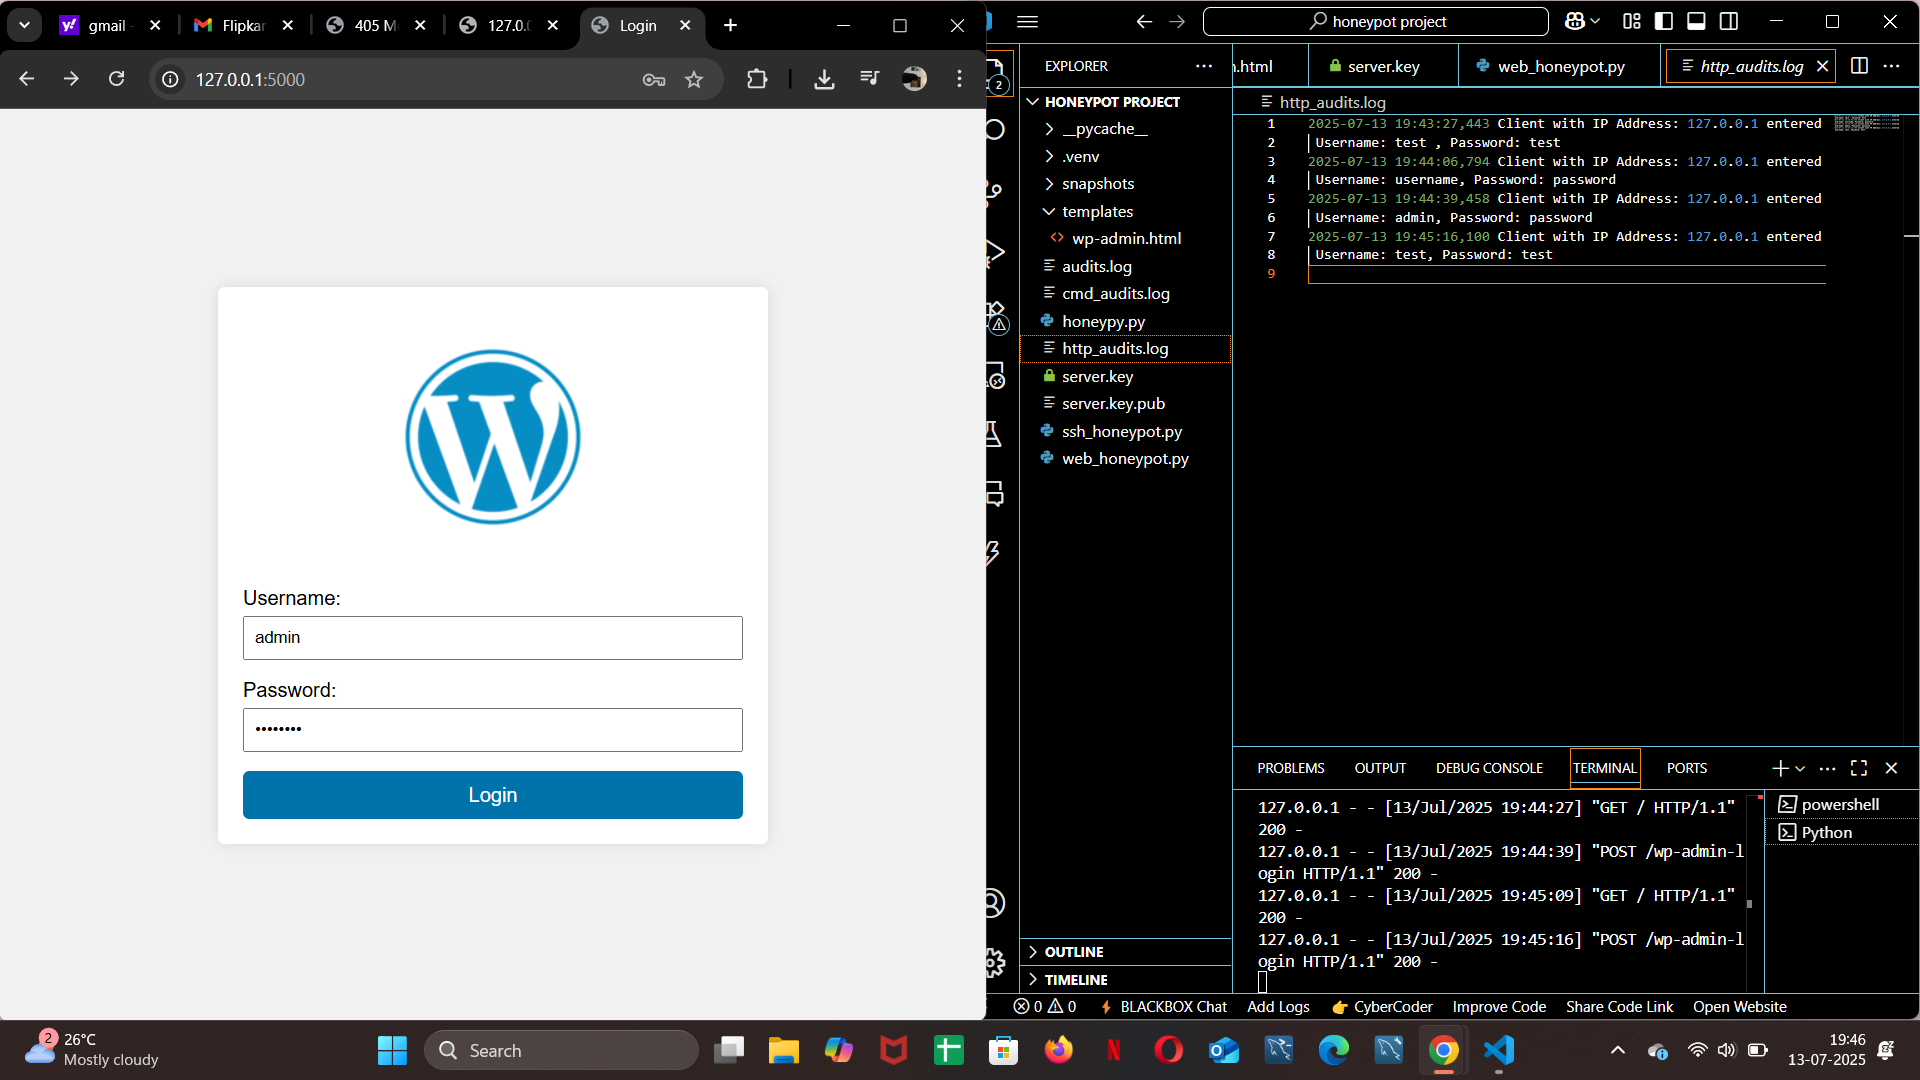 gmail
Flipkar
405 M
127.0.0
Login
127.0.0.1:5000
Username:
admin
Password:
••••••••
Login
honeypot project
2
EXPLORER
HONEYPOT PROJECT
__pycache__
.venv
snapshots
templates
wp-admin.html
audits.log
cmd_audits.log
honeypy.py
http_audits.log
server.key
server.key.pub
ssh_honeypot.py
web_honeypot.py
OUTLINE
TIMELINE
.html
server.key
web_honeypot.py
http_audits.log
http_audits.log
1 2025-07-13 19:43:27,443 Client with IP Address: 127.0.0.1 entered
2 Username: test , Password: test
3 2025-07-13 19:44:06,794 Client with IP Address: 127.0.0.1 entered
4 Username: username, Password: password
5 2025-07-13 19:44:39,458 Client with IP Address: 127.0.0.1 entered
6 Username: admin, Password: password
7 2025-07-13 19:45:16,100 Client with IP Address: 127.0.0.1 entered
8 Username: test, Password: test
9
PROBLEMS OUTPUT DEBUG CONSOLE TERMINAL PORTS
127.0.0.1 - - [13/Jul/2025 19:44:27] "GET / HTTP/1.1"
200 -
127.0.0.1 - - [13/Jul/2025 19:44:39] "POST /wp-admin-l
ogin HTTP/1.1" 200 -
127.0.0.1 - - [13/Jul/2025 19:45:09] "GET / HTTP/1.1"
200 -
127.0.0.1 - - [13/Jul/2025 19:45:16] "POST /wp-admin-l
ogin HTTP/1.1" 200 -
powershell
Python
0 0 BLACKBOX Chat Add Logs CyberCoder Improve Code Share Code Link Open Website
2
26°C
Mostly cloudy
Search
19:46
13-07-2025